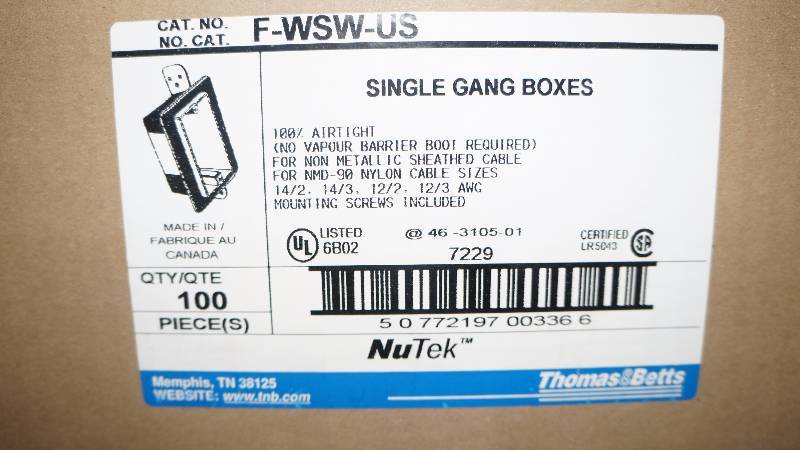 CAT. NO. F-WSW-US
NO. CAT.
SINGLE GANG BOXES
100% AIRTIGHT
(NO VAPOUR BARRIER BOOT REQUIRED)
FOR NON METALLIC SHEATHED CABLE
FOR NMD-90 NYLON CABLE SIZES
14/2, 14/3, 12/2, 12/3 AWG
MOUNTING SCREWS INCLUDED
MADE IN /
FABRIQUE AU
CANADA
UL LISTED
6B02
@ 46-3105-01
7229
CERTIFIED
LR5043
SA
QTY/QTE
100
PIECE(S)
5 0 772197 00336 6
NuTek™
Memphis, TN 38125
WEBSITE: www.tnb.com
Thomas&Betts